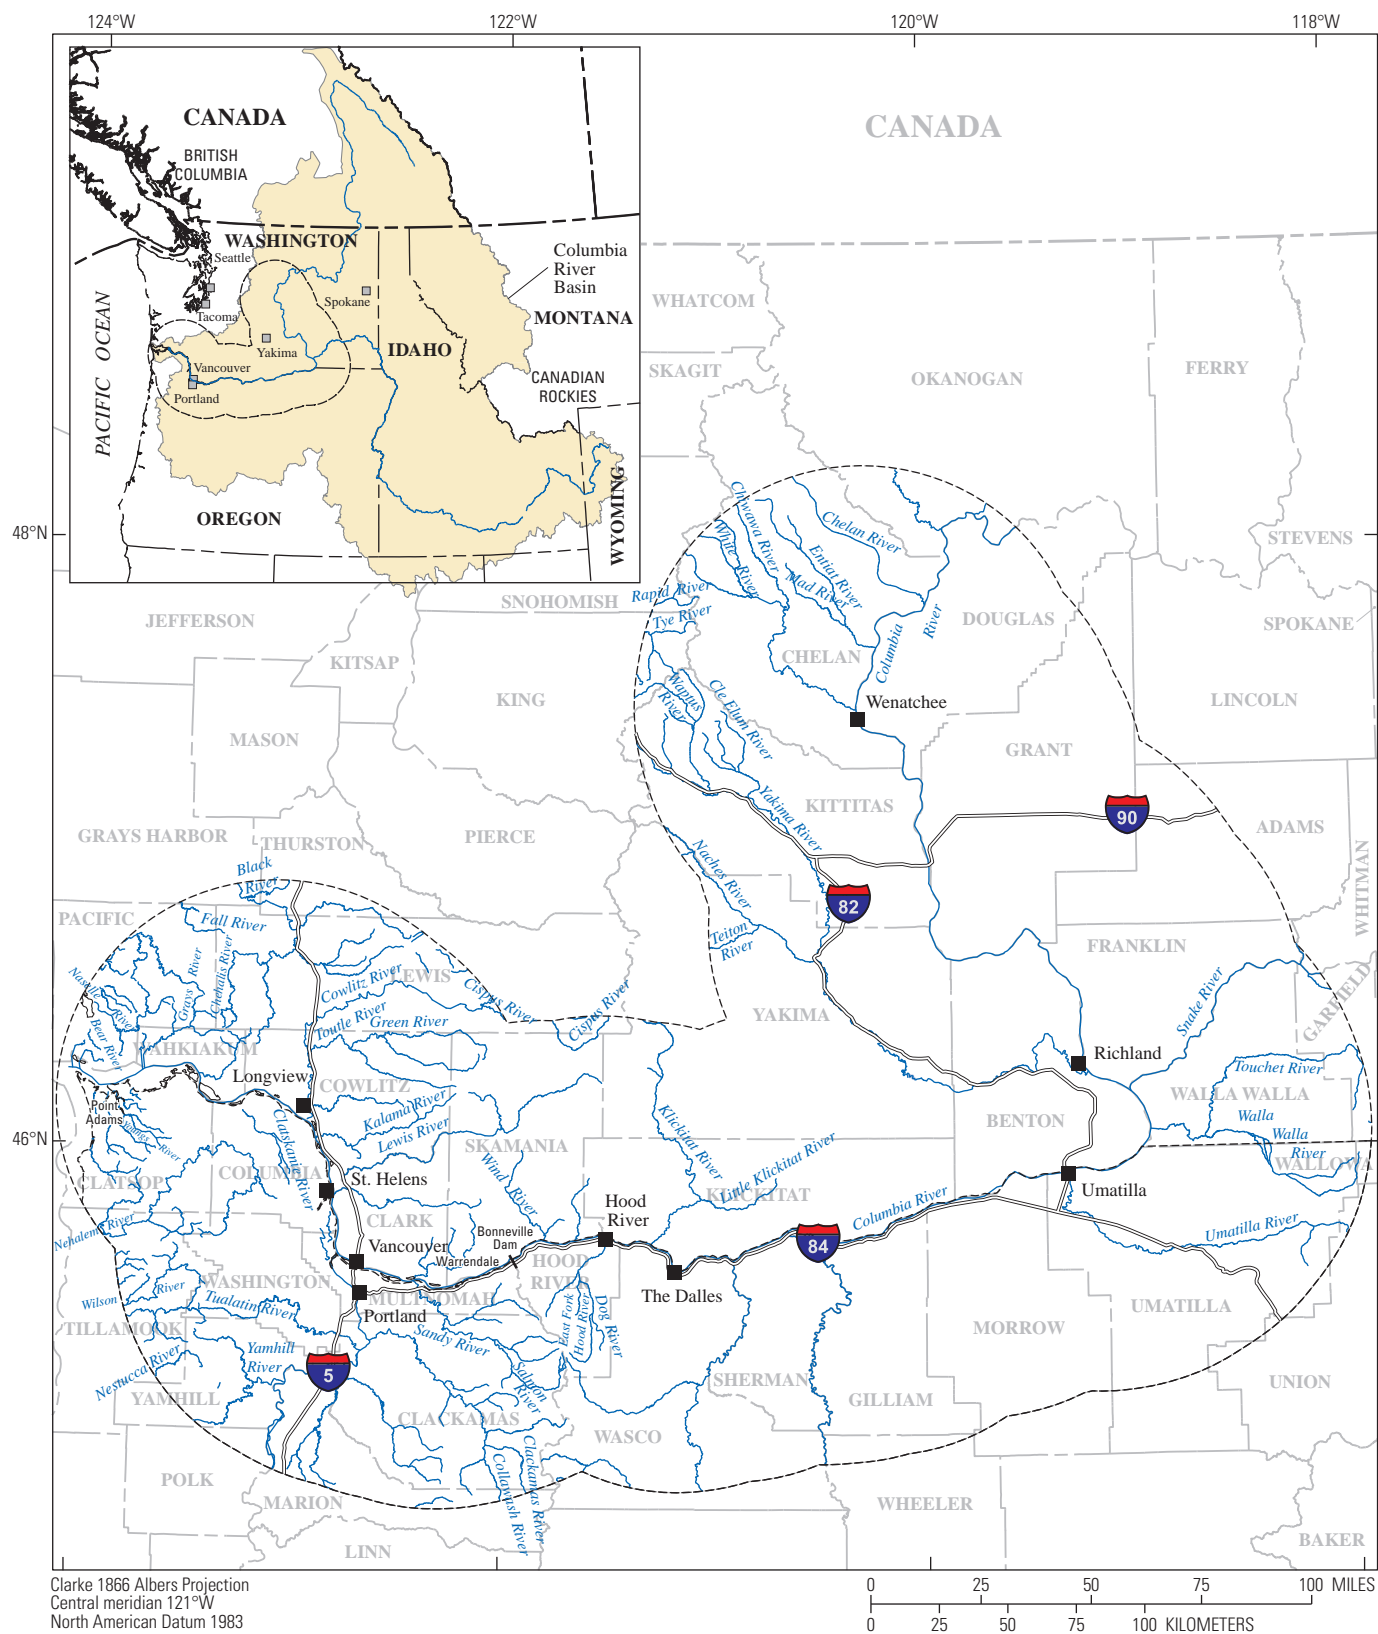 124°W
122°W
120°W
118°W
CANADA
BRITISH
COLUMBIA
WASHINGTON
Seattle
Tacoma
Spokane
Yakima
Vancouver
Portland
Columbia
River
Basin
MONTANA
IDAHO
CANADIAN
ROCKIES
PACIFIC OCEAN
OREGON
WYOMING
CANADA
WHATCOM
SKAGIT
OKANOGAN
FERRY
STEVENS
48°N
Chiwawa River
White River
Chelan River
Entiat River
Mad River
Rapid River
Tye River
SNOHOMISH
JEFFERSON
DOUGLAS
SPOKANE
Columbia
River
KITSAP
CHELAN
Waptus
River
Cle Elum River
Wenatchee
KING
LINCOLN
MASON
GRANT
Yakima River
KITTITAS
90
GRAYS HARBOR
THURSTON
PIERCE
ADAMS
WHITMAN
Black
River
Naches River
82
PACIFIC
Fall River
Teiton
River
FRANKLIN
Naselle
River
Grays River
Chehalis River
Cowlitz River
LEWIS
Cispus River
Cispus River
Snake River
GARFIELD
Bear River
Toutle River
Green River
YAKIMA
WAHKIAKUM
Richland
Longview
COWLITZ
Touchet River
WALLA WALLA
Point
Adams
Youngs River
Clatskanie River
Kalama River
Lewis River
Klickitat River
BENTON
Walla
Walla
River
46°N
SKAMANIA
WALLOWA
CLATSOP
COLUMBIA
St. Helens
Wind River
Little Klickitat River
KLICKITAT
Umatilla
Hood
River
Columbia River
Nehalem River
CLARK
Bonneville
Dam
84
Umatilla River
Vancouver
Warrendale
HOOD
RIVER
WASHINGTON
Wilson River
Tualatin River
MULTNOMAH
The Dalles
Portland
East Fork
Hood River
Dog River
UMATILLA
TILLAMOOK
Sandy River
MORROW
Nestucca River
Yamhill
River
5
Salmon
River
SHERMAN
UNION
YAMHILL
GILLIAM
CLACKAMAS
WASCO
Clackamas River
Collawash River
POLK
MARION
WHEELER
LINN
BAKER
Clarke 1866 Albers Projection
Central meridian 121°W
North American Datum 1983
0 25 50 75 100 MILES
0 25 50 75 100 KILOMETERS